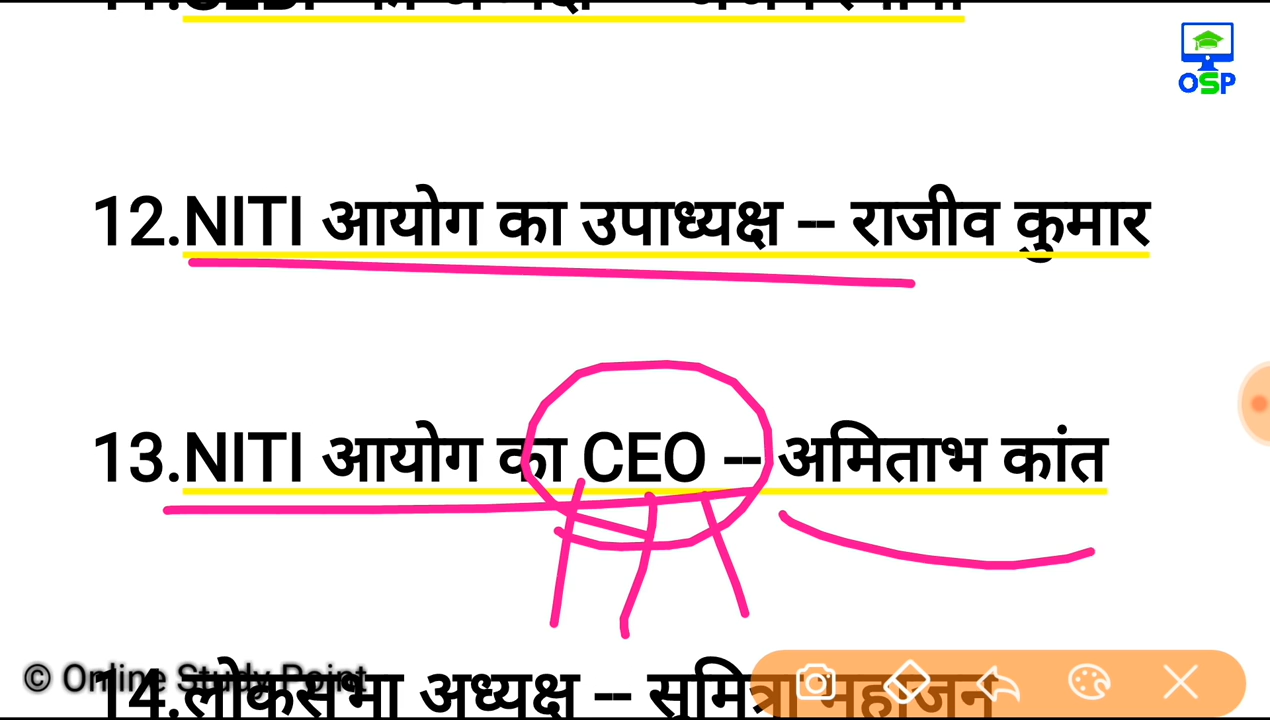 OSP
12.NITI आयोग का उपाध्यक्ष -- राजीव कुमार
13.NITI आयोग का CEO -- अमिताभ कांत
14.लोकसभा अध्यक्ष -- सुमित्रा महाजन
© Online Study Point